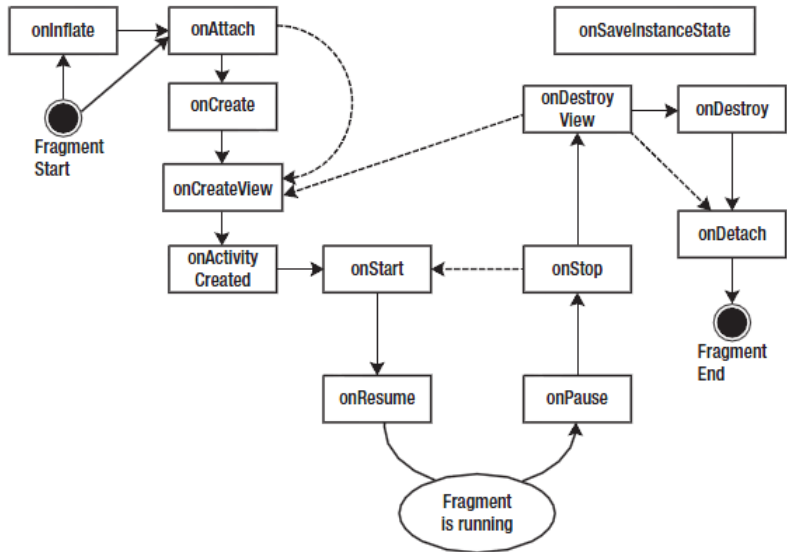 onInflate
onAttach
onSaveInstanceState
onCreate
onDestroy
View
onDestroy
Fragment
Start
onCreateView
onDetach
onActivity
Created
onStart
onStop
Fragment
End
onResume
onPause
Fragment
is running